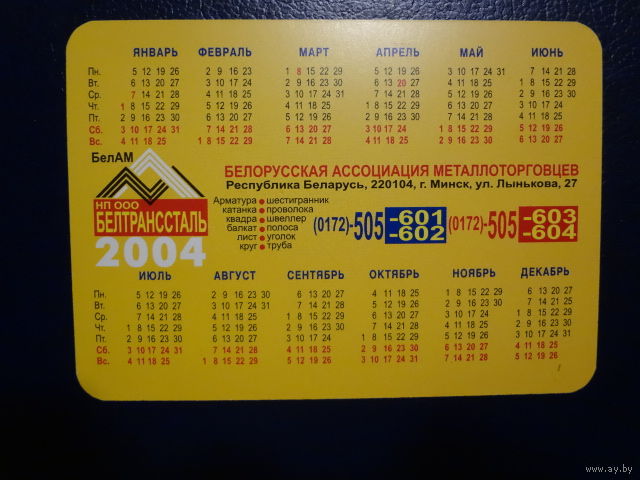 ЯНВАРЬ ФЕВРАЛЬ МАРТ АПРЕЛЬ МАЙ ИЮНЬ
Пн. 5 12 19 26 2 9 16 23 1 8 15 22 29 5 12 19 26 3 10 17 24 31 7 14 21 28
Вт. 6 13 20 27 3 10 17 24 2 9 16 23 30 6 13 20 27 4 11 18 25 1 8 15 22 29
Ср. 7 14 21 28 4 11 18 25 3 10 17 24 31 7 14 21 28 5 12 19 26 2 9 16 23 30
Чт. 1 8 15 22 29 5 12 19 26 4 11 18 25 1 8 15 22 29 6 13 20 27 3 10 17 24
Пт. 2 9 16 23 30 6 13 20 27 5 12 19 26 2 9 16 23 30 7 14 21 28 4 11 18 25
Сб. 3 10 17 24 31 7 14 21 28 6 13 20 27 3 10 17 24 1 8 15 22 29 5 12 19 26
Вс. 4 11 18 25 1 8 15 22 29 7 14 21 28 4 11 18 25 2 9 16 23 30 6 13 20 27
БелАМ
НП ООО
БЕЛТРАНССТАЛЬ
2004
БЕЛОРУССКАЯ АССОЦИАЦИЯ МЕТАЛЛОТОРГОВЦЕВ
Республика Беларусь, 220104, г. Минск, ул. Лынькова, 27
Арматура • шестигранник
катанка • проволока
квадра • швеллер
балкат • полоса
лист • уголок
круг • труба
(0172)-505 -601 -602 (0172)-505 -603 -604
ИЮЛЬ АВГУСТ СЕНТЯБРЬ ОКТЯБРЬ НОЯБРЬ ДЕКАБРЬ
Пн. 5 12 19 26 2 9 16 23 30 6 13 20 27 4 11 18 25 1 8 15 22 29 6 13 20 27
Вт. 6 13 20 27 3 10 17 24 31 7 14 21 28 5 12 19 26 2 9 16 23 30 7 14 21 28
Ср. 7 14 21 28 4 11 18 25 1 8 15 22 29 6 13 20 27 3 10 17 24 1 8 15 22 29
Чт. 1 8 15 22 29 5 12 19 26 2 9 16 23 30 7 14 21 28 4 11 18 25 2 9 16 23 30
Пт. 2 9 16 23 30 6 13 20 27 3 10 17 24 1 8 15 22 29 5 12 19 26 3 10 17 24 31
Сб. 3 10 17 24 31 7 14 21 28 4 11 18 25 2 9 16 23 30 6 13 20 27 4 11 18 25
Вс. 4 11 18 25 1 8 15 22 29 5 12 19 26 3 10 17 24 31 7 14 21 28 5 12 19 26
www.ay.by